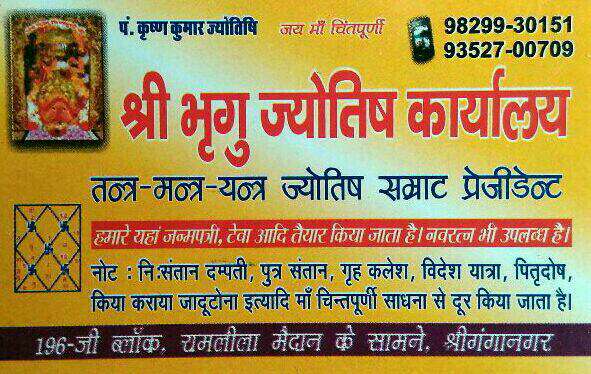 पं. कृष्ण कुमार ज्योतिषि
जय माँ चिंतपूर्णी
98299-30151
93527-00709
श्री भृगु ज्योतिष कार्यालय
तन्त्र-मन्त्र-यन्त्र ज्योतिष सम्राट प्रेजीडेन्ट
हमारे यहां जन्मपत्री, टेवा आदि तैयार किया जाता है। नवरत्न भी उपलब्ध है।
नोट : निःसंतान दम्पती, पुत्र संतान, गृह कलेश, विदेश यात्रा, पितृदोष,
किया कराया जादूटोना इत्यादि माँ चिन्तपूर्णी साधना से दूर किया जाता है।
196-जी ब्लॉक, रामलीला मैदान के सामने, श्रीगंगानगर